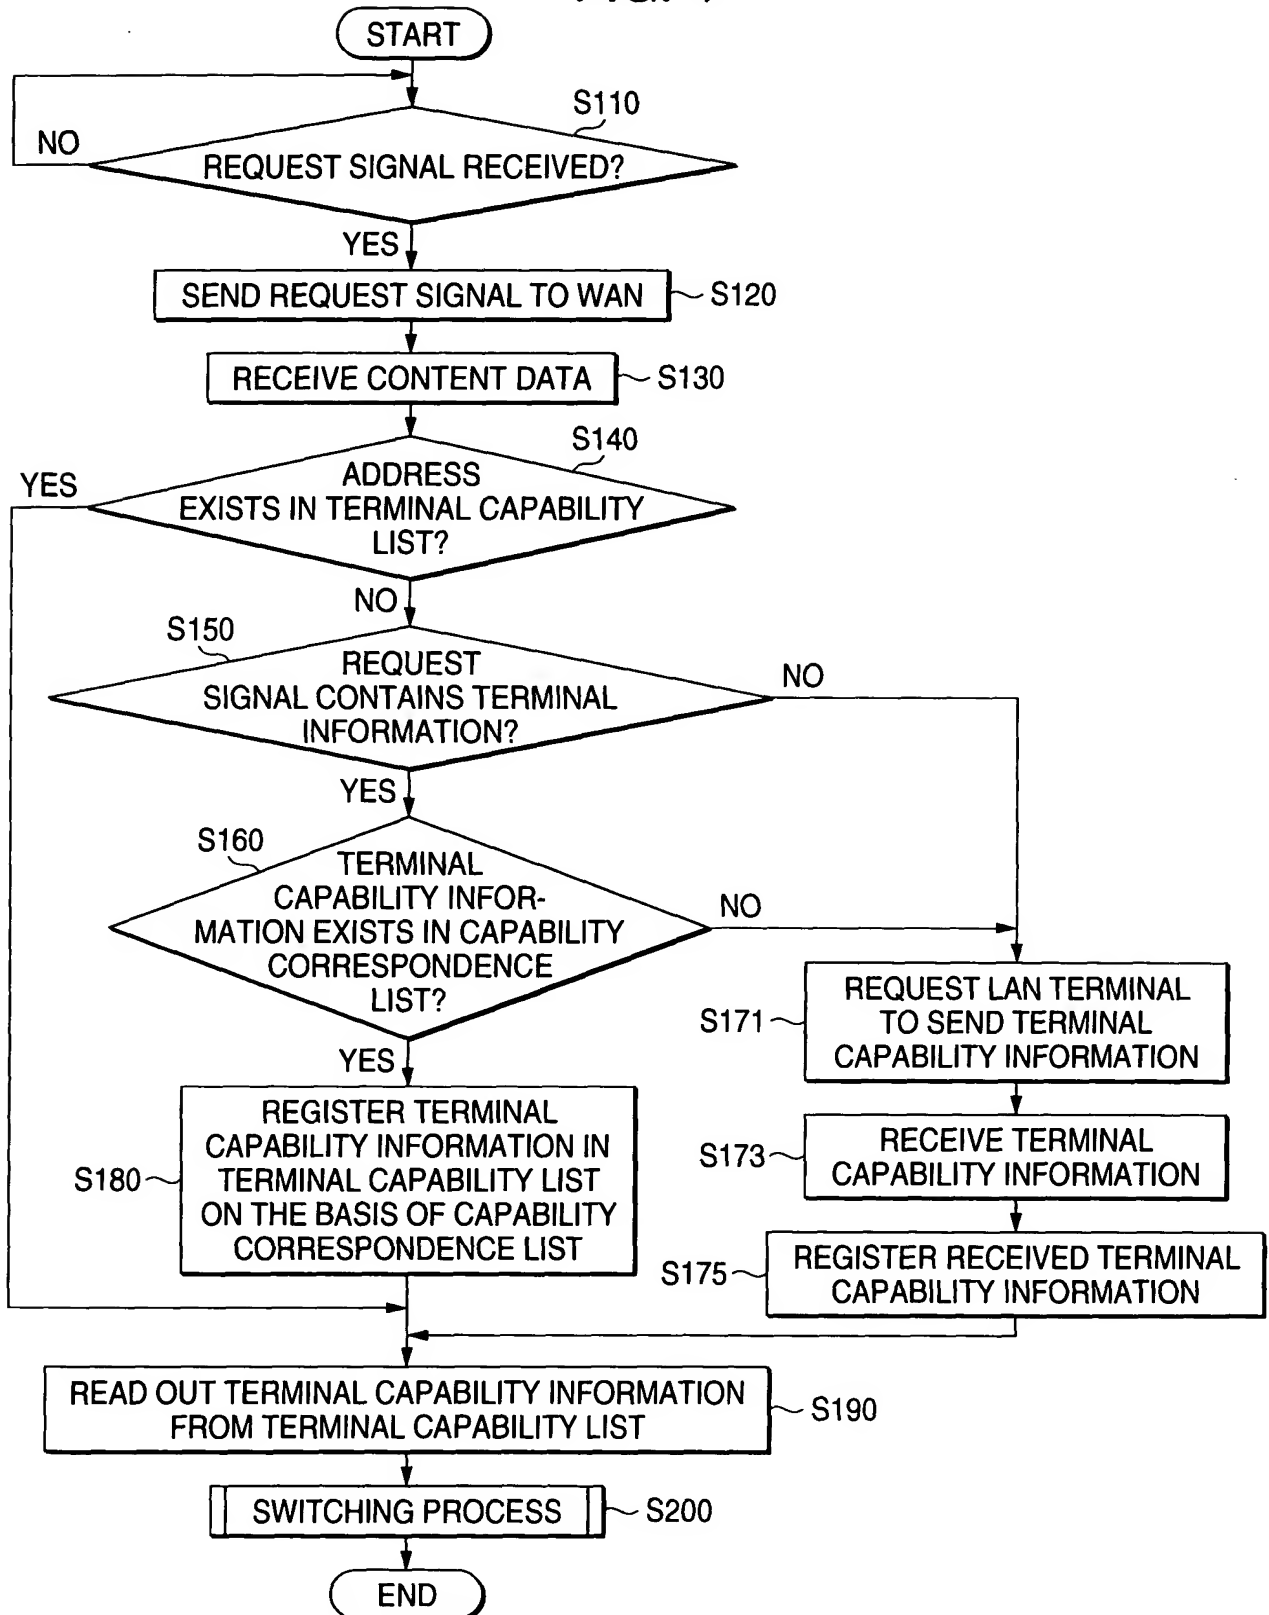 START
S110
NO
REQUEST SIGNAL RECEIVED?
YES
SEND REQUEST SIGNAL TO WAN
S120
RECEIVE CONTENT DATA
S130
S140
YES
ADDRESS
EXISTS IN TERMINAL CAPABILITY
LIST?
NO
S150
REQUEST
SIGNAL CONTAINS TERMINAL
INFORMATION?
NO
YES
S160
TERMINAL
CAPABILITY INFOR-
MATION EXISTS IN CAPABILITY
CORRESPONDENCE
LIST?
NO
S171
REQUEST LAN TERMINAL
TO SEND TERMINAL
CAPABILITY INFORMATION
YES
S180
REGISTER TERMINAL
CAPABILITY INFORMATION IN
TERMINAL CAPABILITY LIST
ON THE BASIS OF CAPABILITY
CORRESPONDENCE LIST
S173
RECEIVE TERMINAL
CAPABILITY INFORMATION
S175
REGISTER RECEIVED TERMINAL
CAPABILITY INFORMATION
READ OUT TERMINAL CAPABILITY INFORMATION
FROM TERMINAL CAPABILITY LIST
S190
SWITCHING PROCESS
S200
END